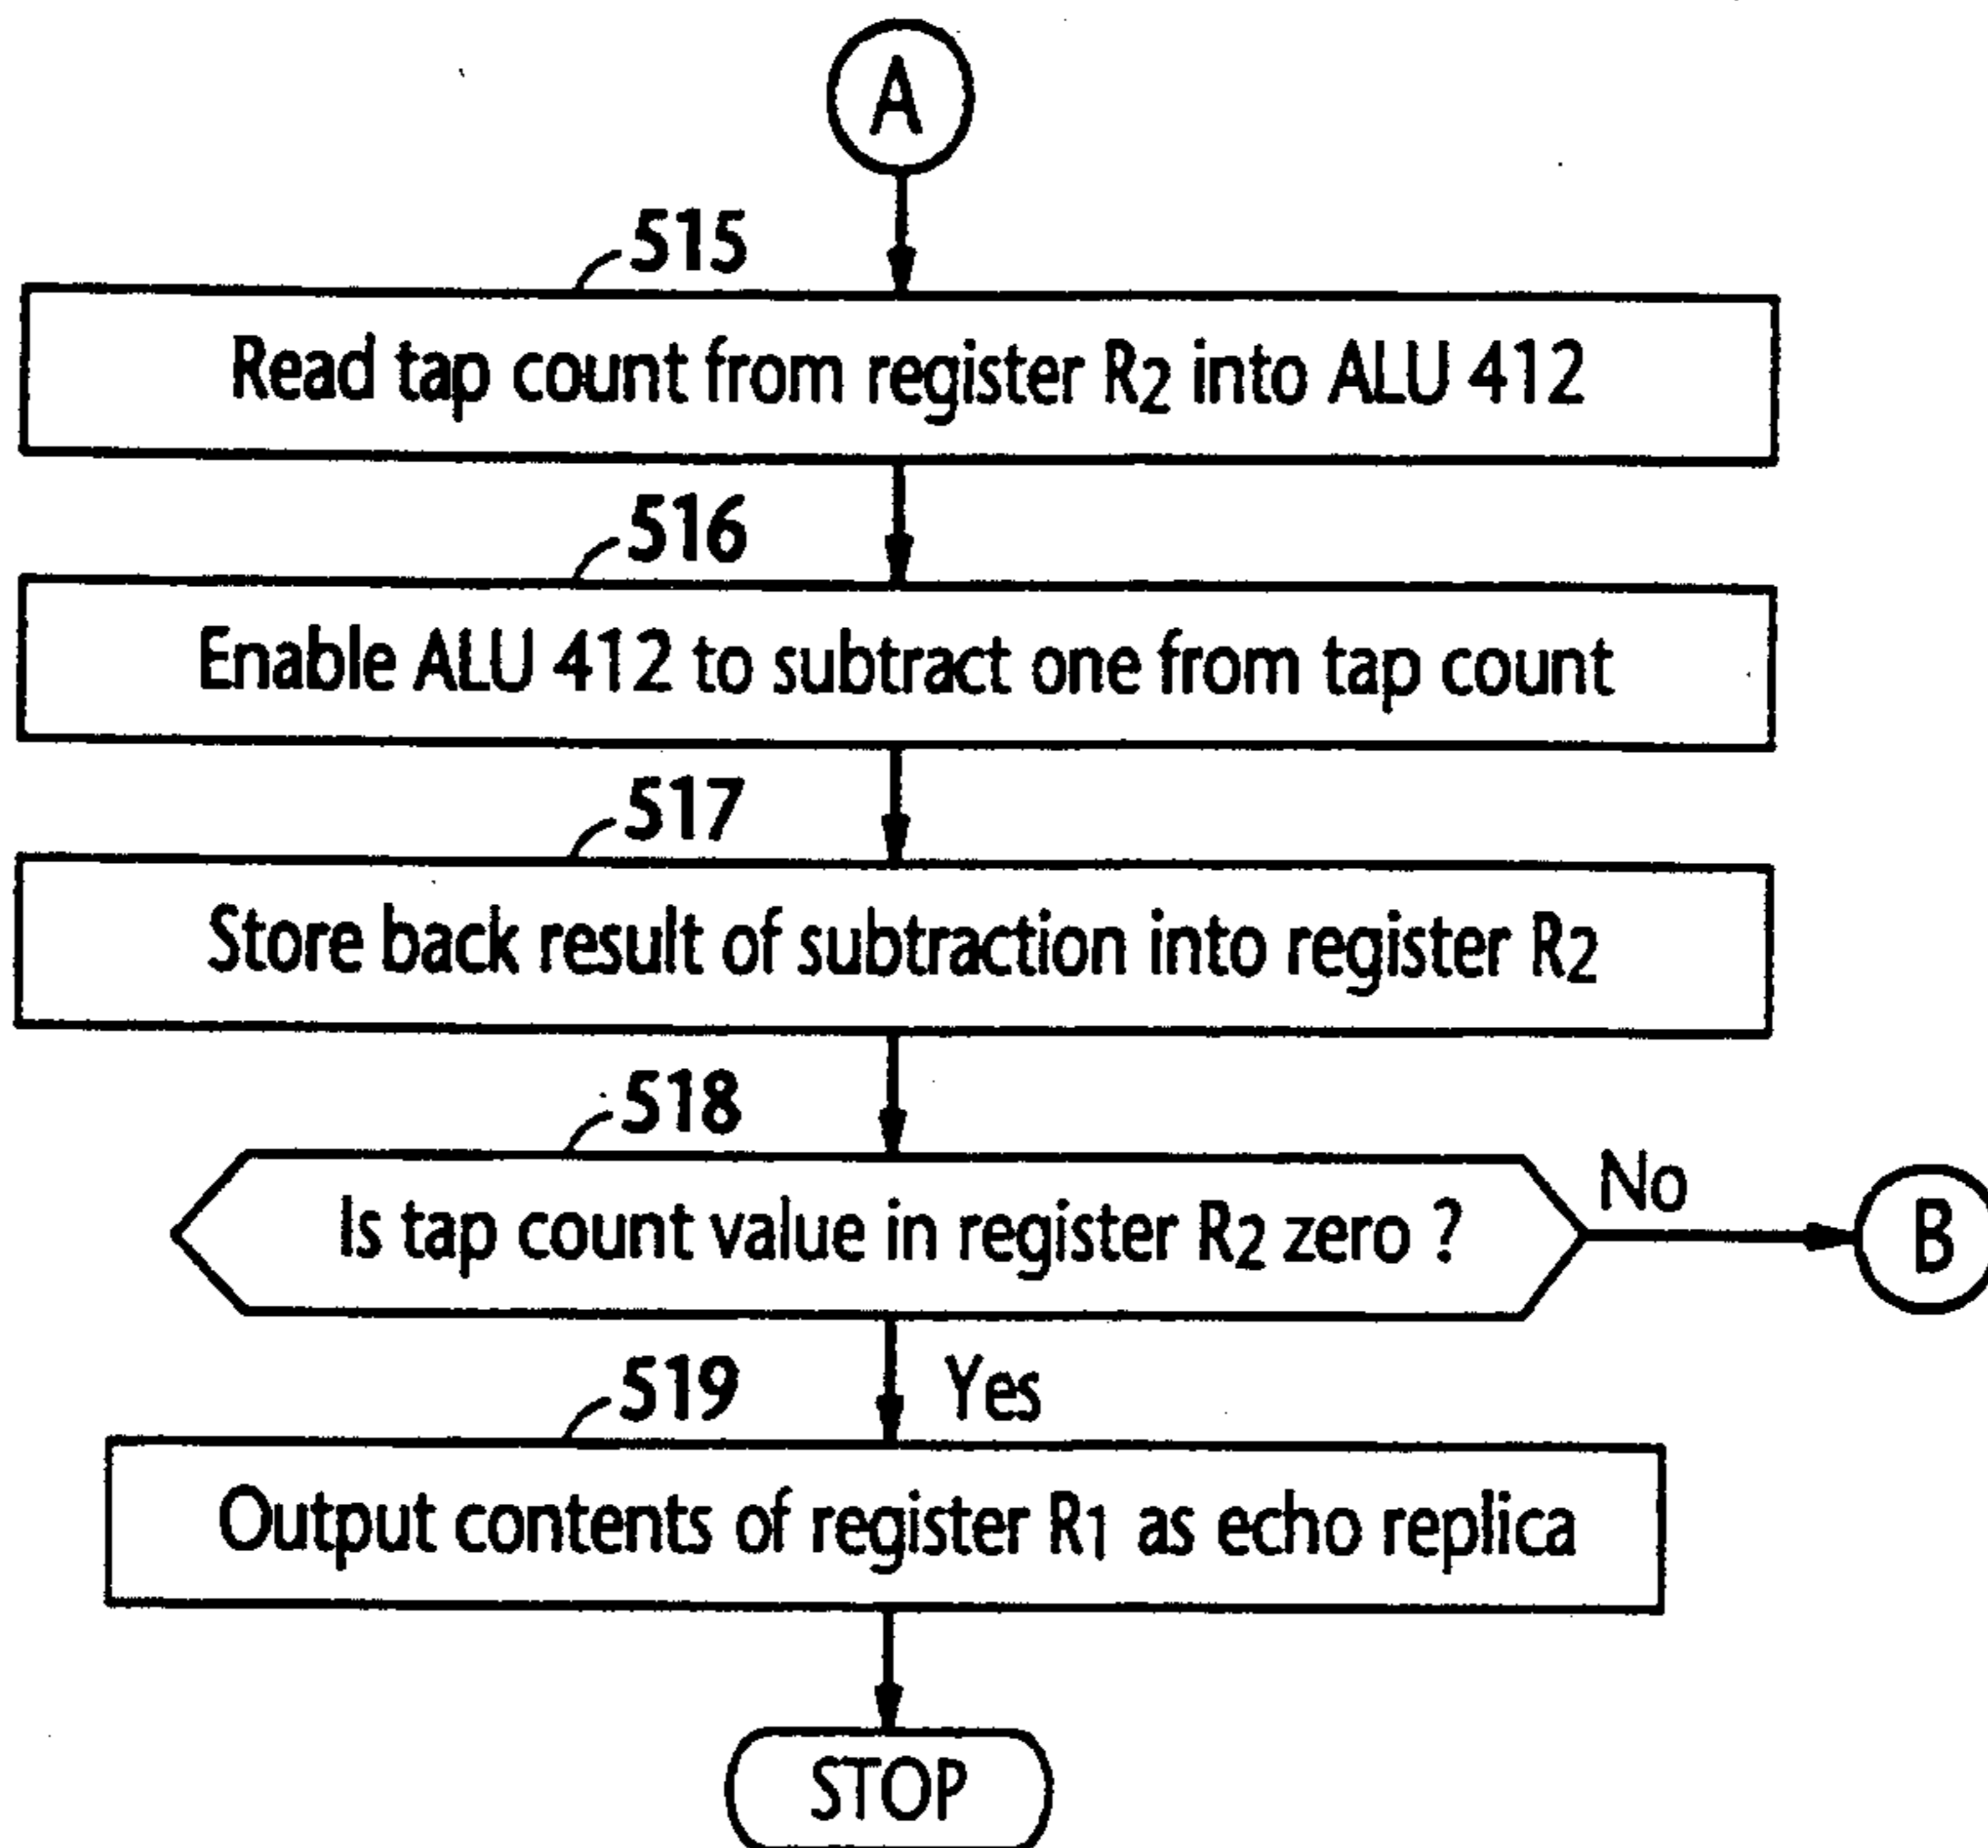 A
515
Read tap count from register R2 into ALU 412
516
Enable ALU 412 to subtract one from tap count
517
Store back result of subtraction into register R2
518
Is tap count value in register R2 zero ?
No
B
519
Yes
Output contents of register R1 as echo replica
STOP